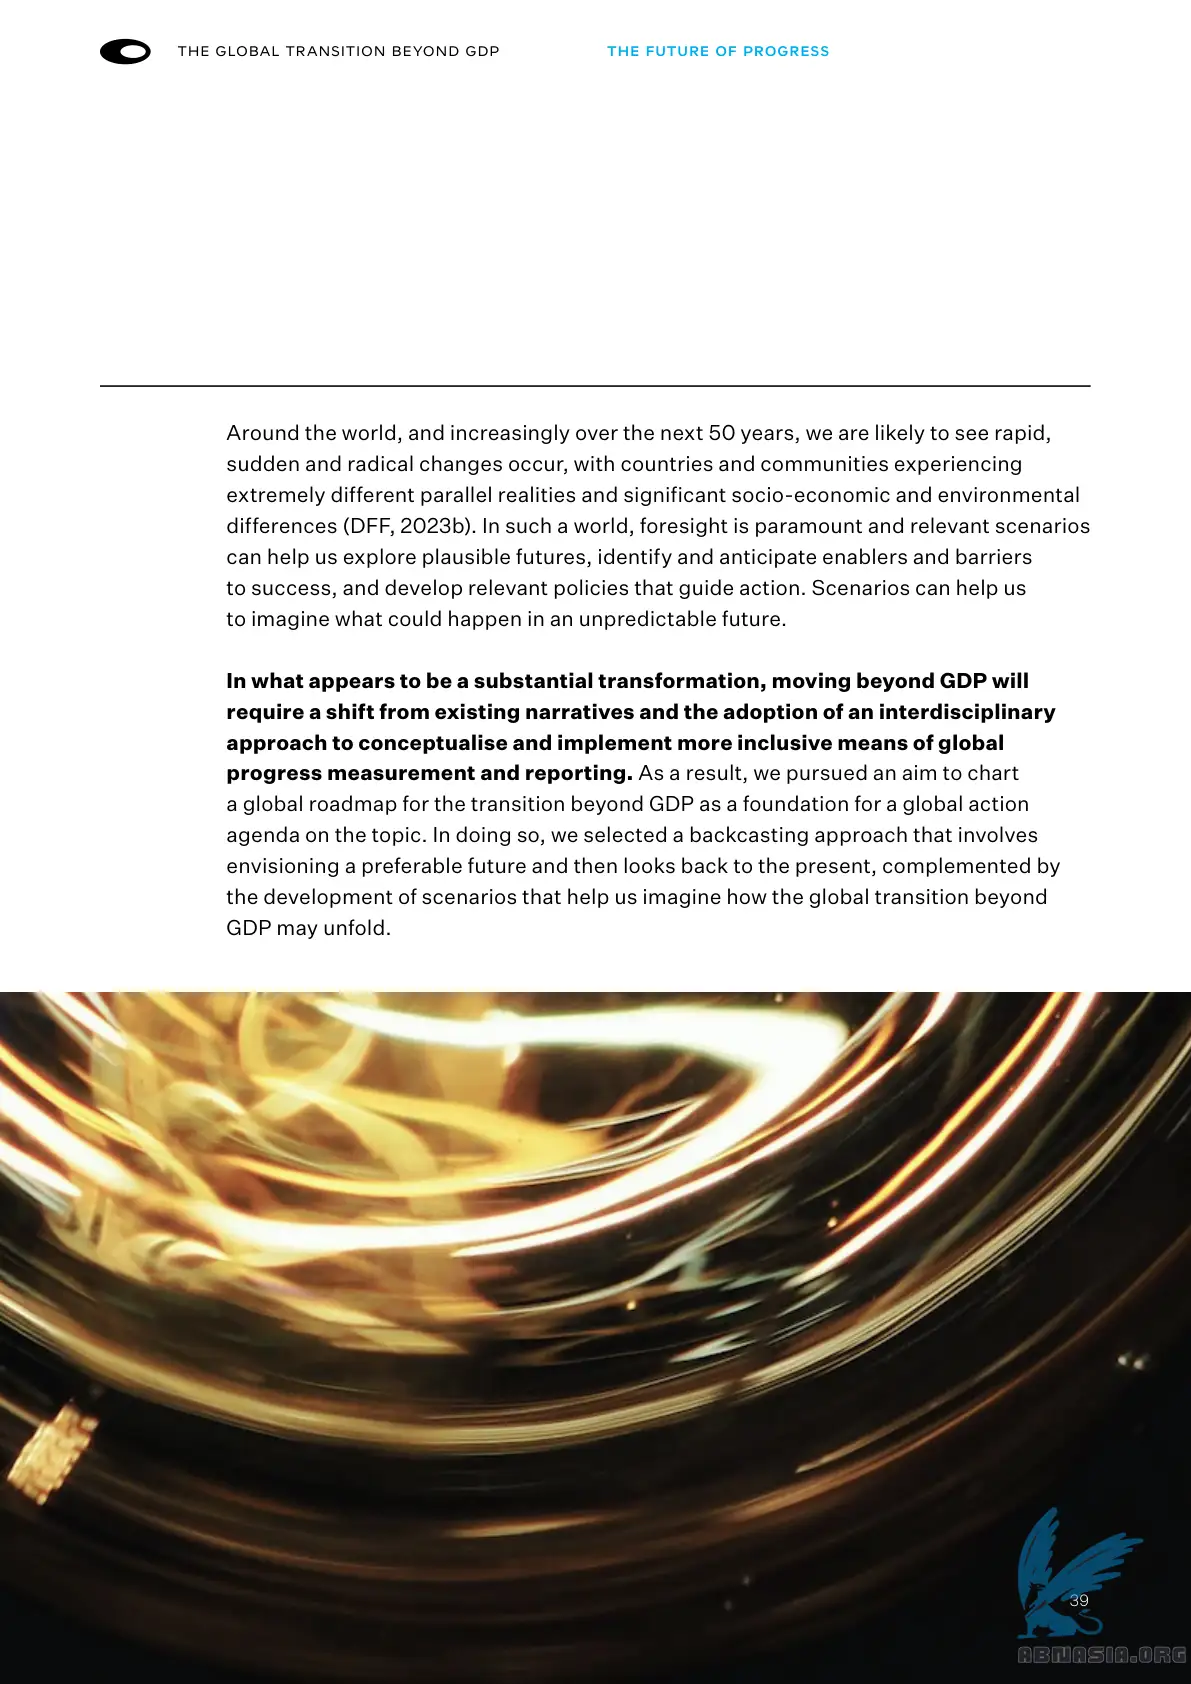 THE GLOBAL TRANSITION BEYOND GDP
THE FUTURE OF PROGRESS
Around the world, and increasingly over the next 50 years, we are likely to see rapid,
sudden and radical changes occur, with countries and communities experiencing
extremely different parallel realities and significant socio-economic and environmental
differences (DFF, 2023b). In such a world, foresight is paramount and relevant scenarios
can help us explore plausible futures, identify and anticipate enablers and barriers
to success, and develop relevant policies that guide action. Scenarios can help us
to imagine what could happen in an unpredictable future.
In what appears to be a substantial transformation, moving beyond GDP will
require a shift from existing narratives and the adoption of an interdisciplinary
approach to conceptualise and implement more inclusive means of global
progress measurement and reporting. As a result, we pursued an aim to chart
a global roadmap for the transition beyond GDP as a foundation for a global action
agenda on the topic. In doing so, we selected a backcasting approach that involves
envisioning a preferable future and then looks back to the present, complemented by
the development of scenarios that help us imagine how the global transition beyond
GDP may unfold.
39
ABNASIA.ORG